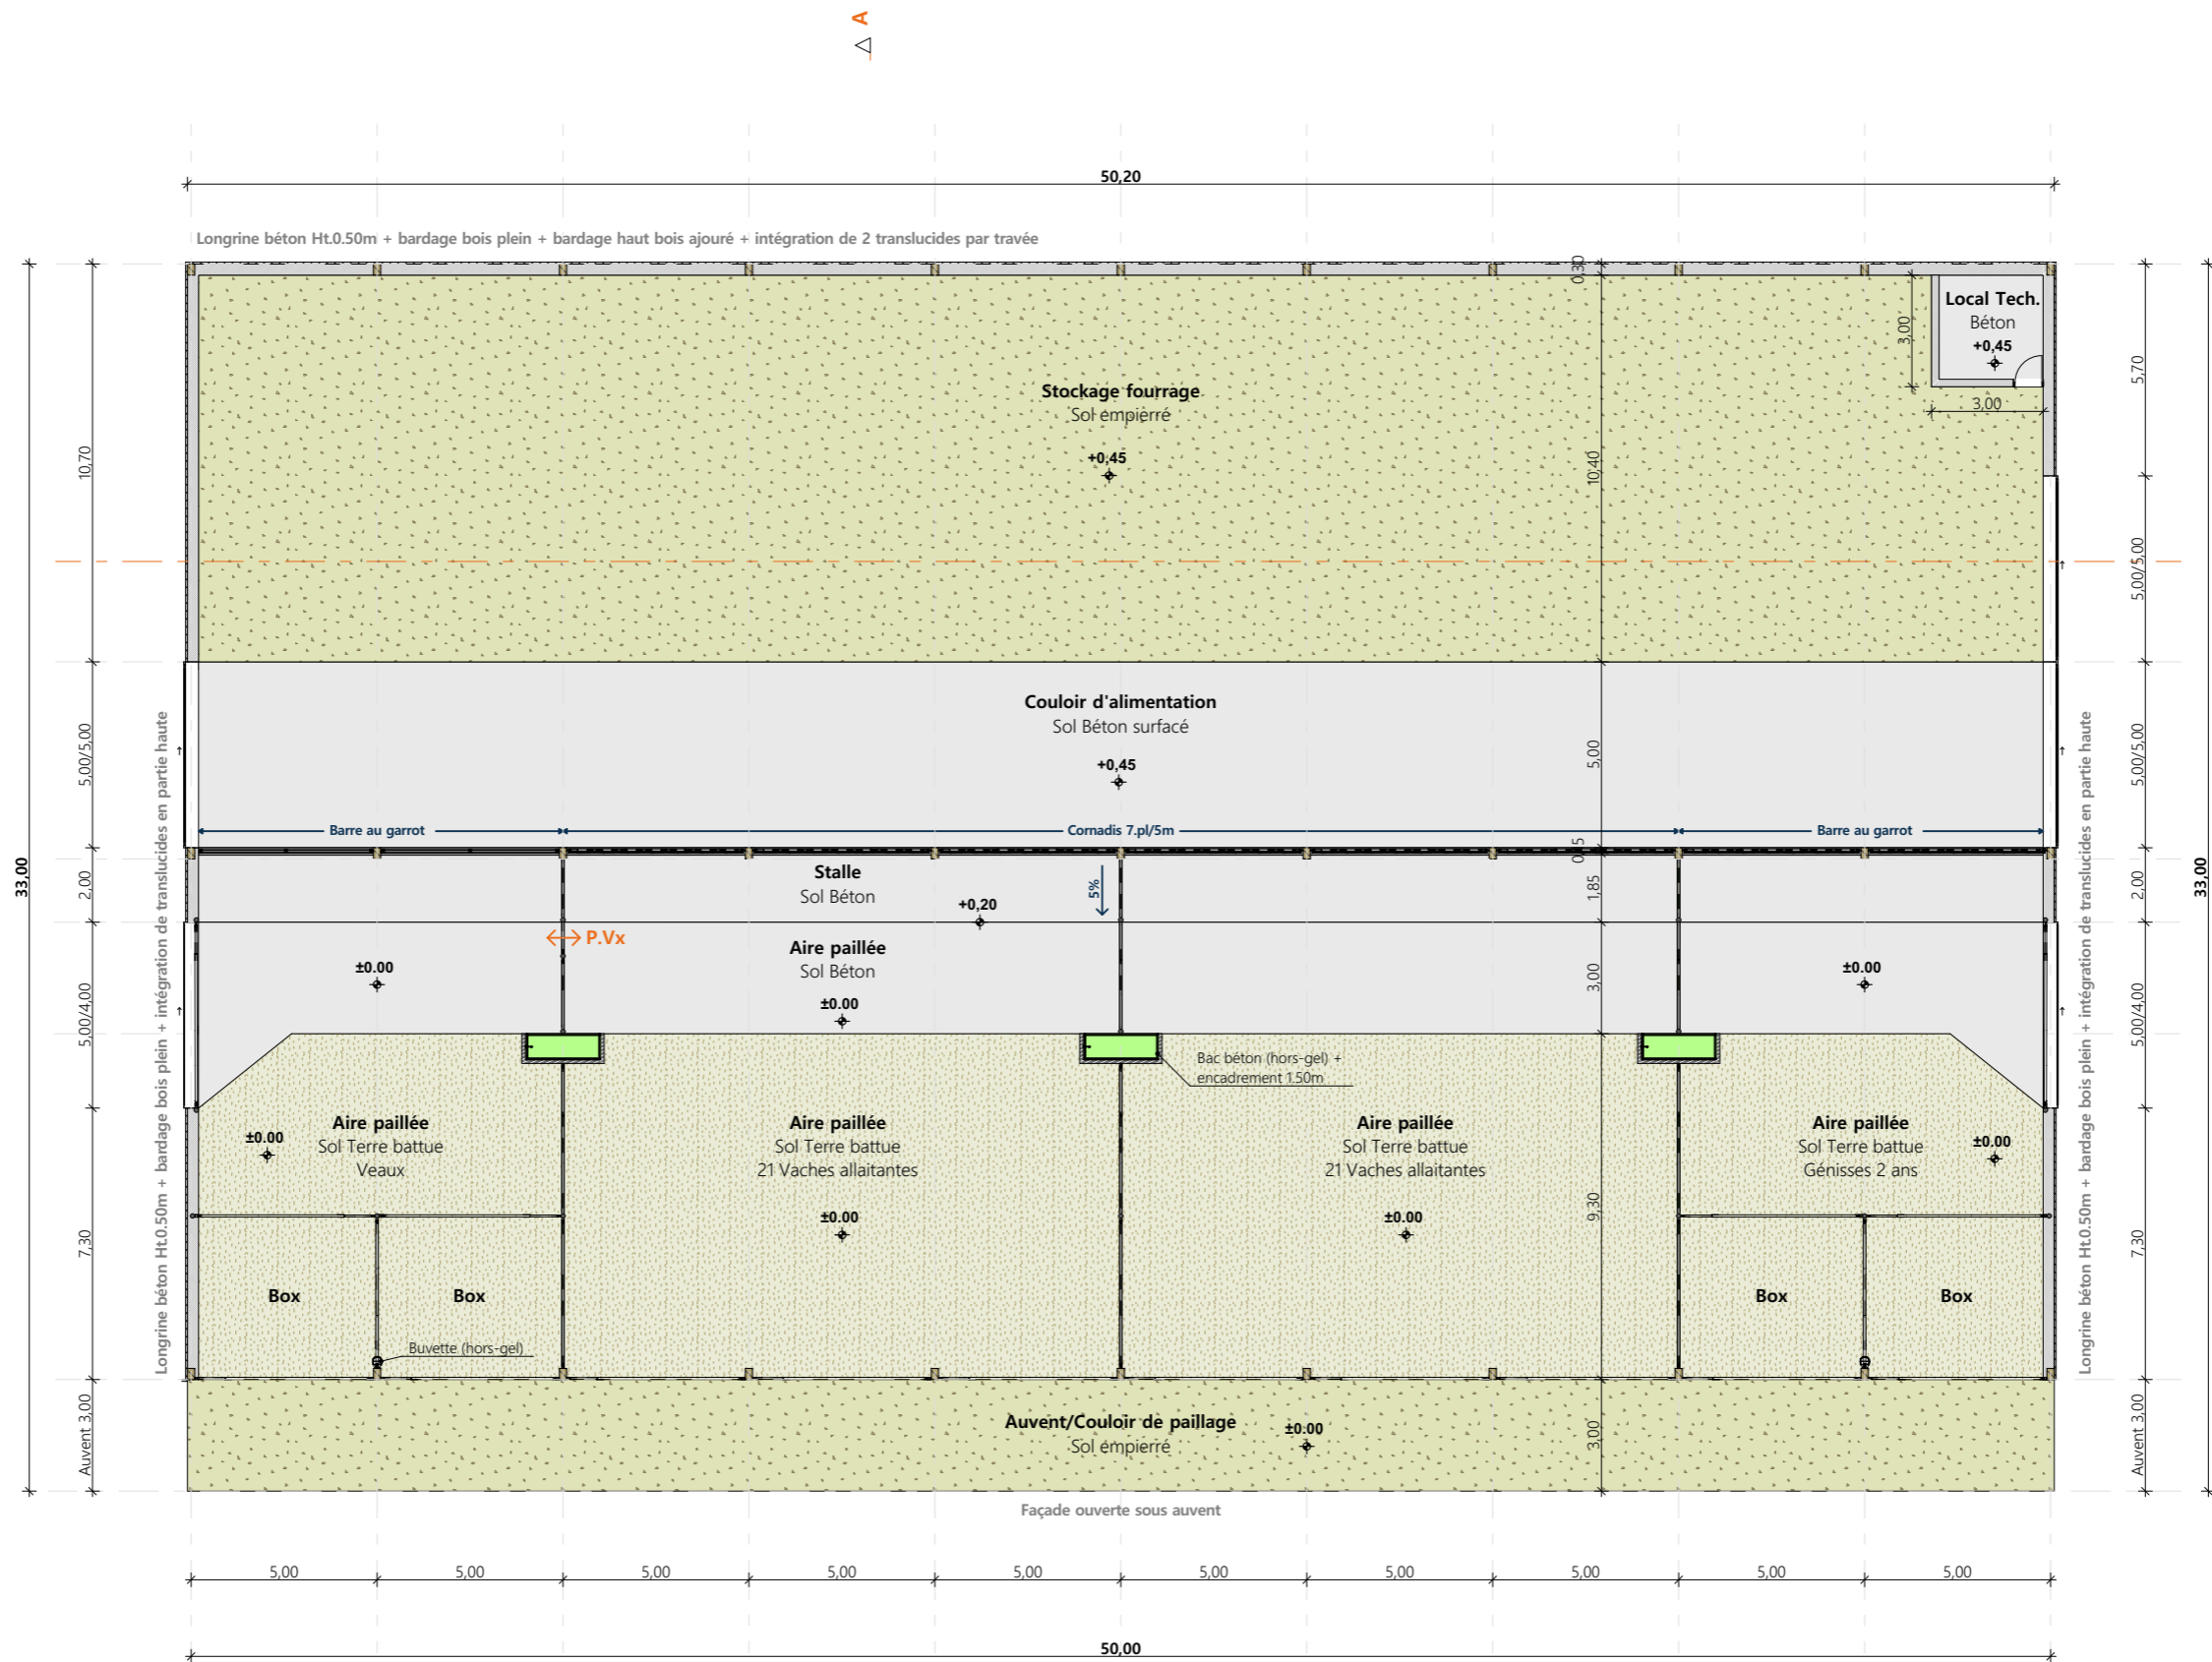 A
50,20
Longrine béton Ht.0.50m + bardage bois plein + bardage haut bois ajouré + intégration de 2 translucides par travée
0,30
Local Tech.
Béton
+0,45
3,00
3,00
5,70
Stockage fourrage
Sol empierré
+0,45
10,70
10,40
5,00/5,00
Couloir d'alimentation
Sol Béton surfacé
+0,45
5,00/5,00
5,00
5,00/5,00
Barre au garrot
Cornadis 7.pl/5m
Barre au garrot
33,00
33,00
2,00
Stalle
Sol Béton
+0,20
5%
0,15
1,85
2,00
P.Vx
Aire paillée
Sol Béton
±0.00
±0.00
±0.00
3,00
5,00/4,00
5,00/4,00
Bac béton (hors-gel) +
encadrement 1.50m
Longrine béton Ht.0.50m + bardage bois plein + intégration de translucides en partie haute
Longrine béton Ht.0.50m + bardage bois plein + intégration de translucides en partie haute
Aire paillée
Sol Terre battue
Veaux
±0.00
Aire paillée
Sol Terre battue
21 Vaches allaitantes
±0.00
Aire paillée
Sol Terre battue
21 Vaches allaitantes
±0.00
Aire paillée
Sol Terre battue
Génisses 2 ans
±0.00
9,30
7,30
7,30
Box
Box
Box
Box
Buvette (hors-gel)
Auvent 3,00
Auvent/Couloir de paillage
Sol empierré
±0.00
3,00
Auvent 3,00
Façade ouverte sous auvent
5,00
5,00
5,00
5,00
5,00
5,00
5,00
5,00
5,00
5,00
50,00